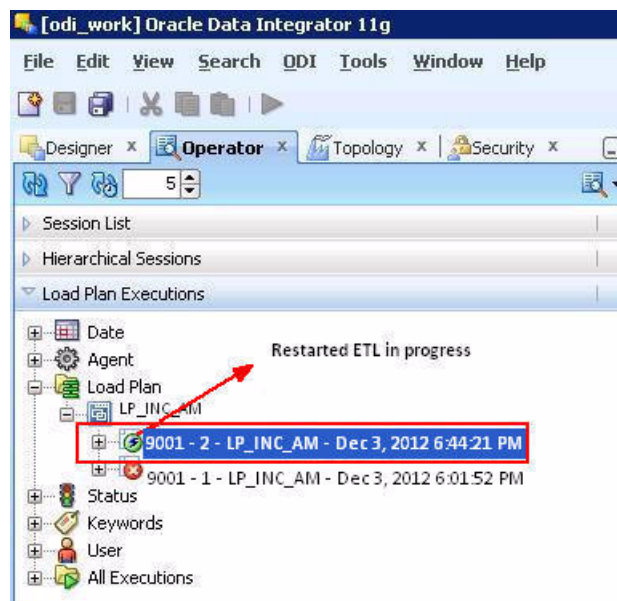 [odi_work] Oracle Data Integrator 11g
File Edit View Search ODI Tools Window Help
Designer x Operator x Topology x Security x
5
Session List
Hierarchical Sessions
Load Plan Executions
Date
Restarted ETL in progress
Agent
Load Plan
LP_INC_AM
9001 - 2 - LP_INC_AM - Dec 3, 2012 6:44:21 PM
9001 - 1 - LP_INC_AM - Dec 3, 2012 6:01:52 PM
Status
Keywords
User
All Executions